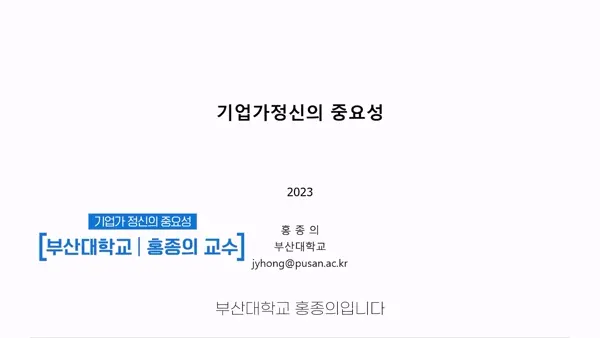 기업가정신의 중요성
2023
기업가 정신의 중요성
[부산대학교 | 홍종의 교수]
홍 종 의
부산대학교
jyhong@pusan.ac.kr
부산대학교 홍종의입니다